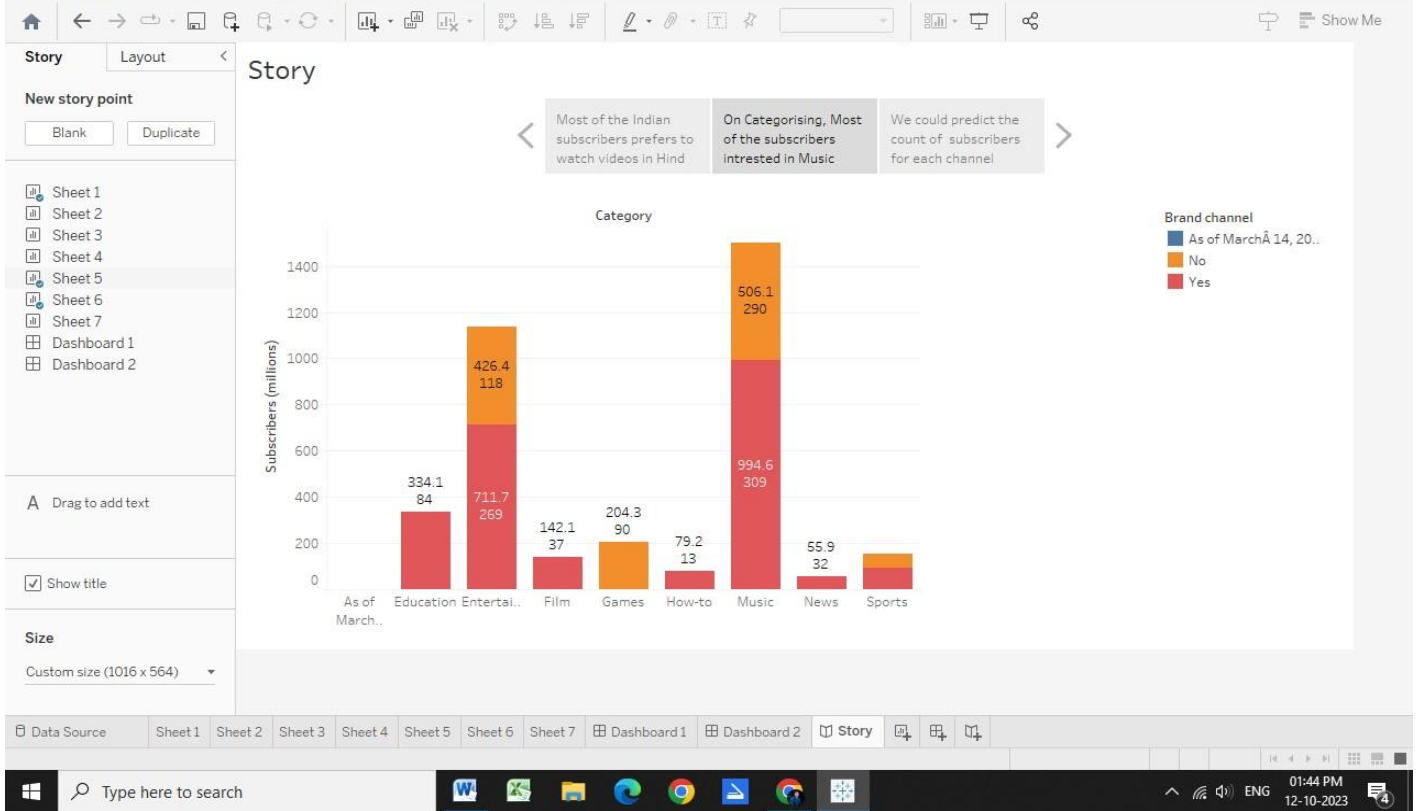 Show Me
Story
Layout
New story point
Blank
Duplicate
Sheet 1
Sheet 2
Sheet 3
Sheet 4
Sheet 5
Sheet 6
Sheet 7
Dashboard 1
Dashboard 2
A Drag to add text
Show title
Size
Custom size (1016 x 564)
Story
Most of the Indian
subscribers prefers to
watch videos in Hind
On Categorising, Most
of the subscribers
intrested in Music
We could predict the
count of subscribers
for each channel
Category
Subscribers (millions)
1400
1200
1000
800
600
400
200
0
334.1
84
426.4
118
711.7
269
142.1
37
204.3
90
79.2
13
506.1
290
994.6
309
55.9
32
As of
March..
Education
Entertai..
Film
Games
How-to
Music
News
Sports
Brand channel
As of MarchÂ 14, 20..
No
Yes
Data Source
Sheet 1
Sheet 2
Sheet 3
Sheet 4
Sheet 5
Sheet 6
Sheet 7
Dashboard 1
Dashboard 2
Story
Type here to search
ENG
01:44 PM
12-10-2023
4